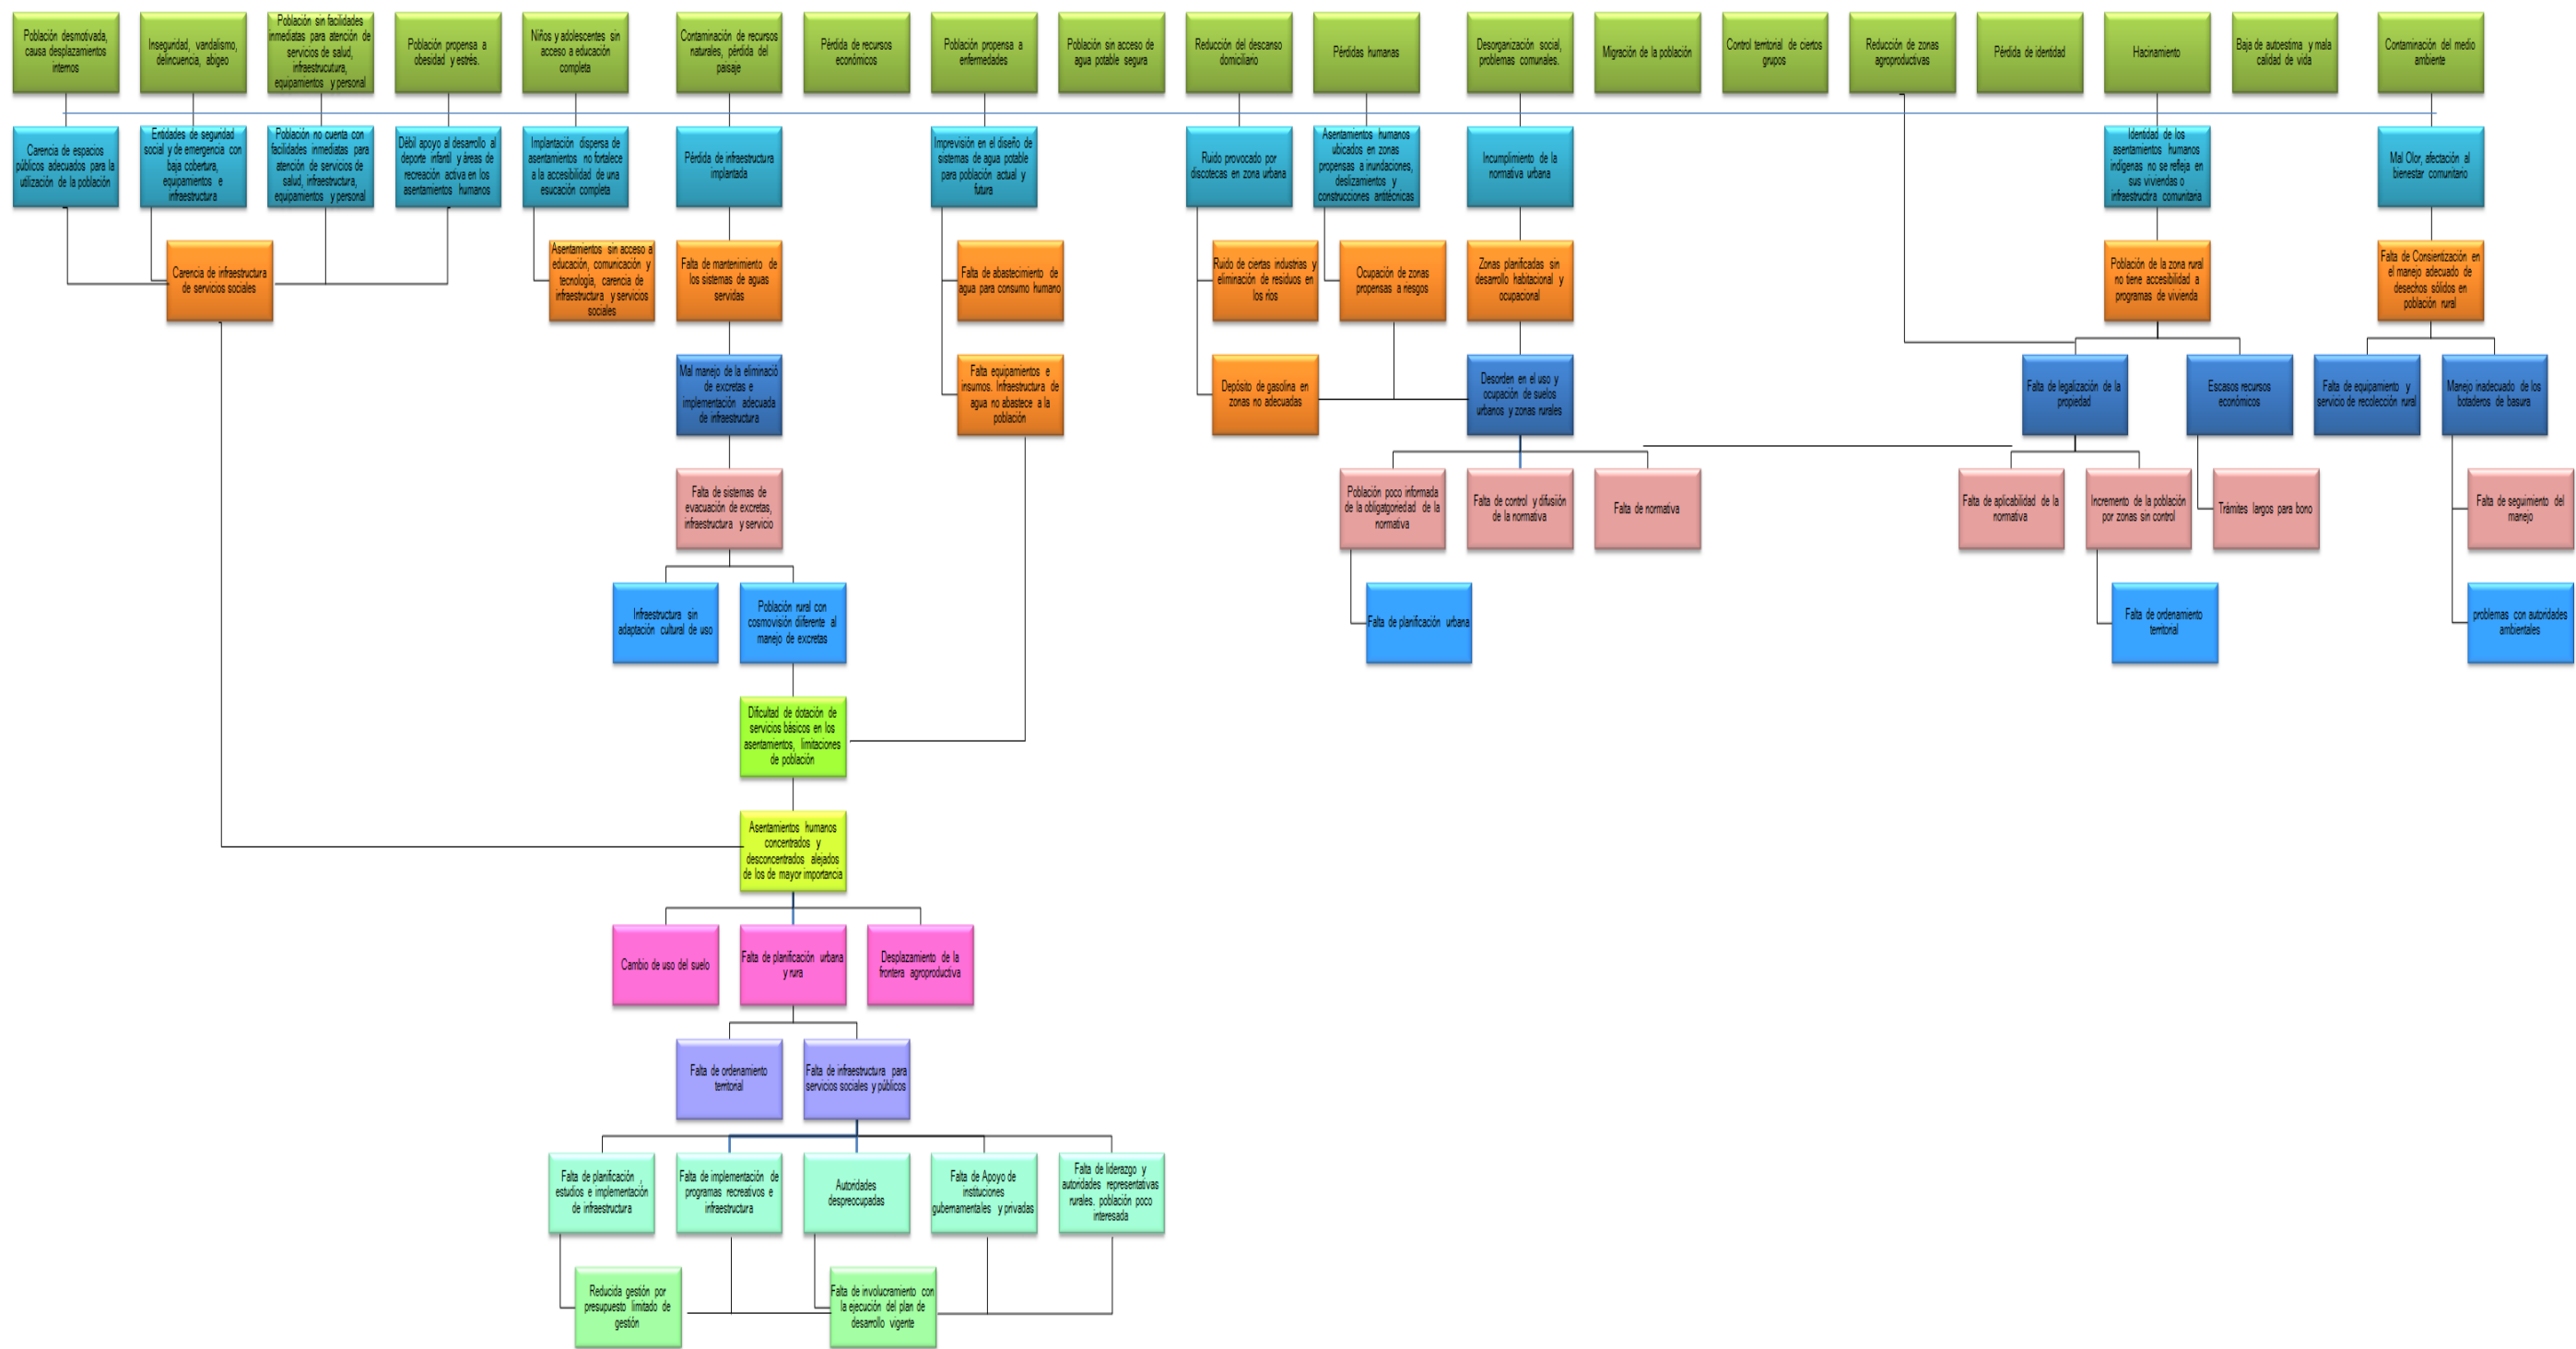 Población desmotivada,
causa desplazamientos
internos
Inseguridad, vandalismo,
delincuencia, abigeo
Población sin facilidades
inmediatas para atención de
servicios de salud,
infraestrucutura,
equipamientos y personal
Población propensa a
obesidad y estrés.
Niños y adolescentes sin
acceso a educación
completa
Contaminación de recursos
naturales, pérdida del
paisaje
Pérdida de recursos
económicos
Población propensa a
enfermedades
Población sin acceso de
agua potable segura
Reducción del descanso
domiciliano
Pérdidas humanas
Desorganización social,
problemas comunales.
Migración de la población
Control territorial de ciertos
grupos
Reducción de zonas
agroproductivas
Pérdida de identidad
Hacinamiento
Baja de autoestima y mala
calidad de vida
Contaminación del medio
ambiente
Carencia de espacios
públicos adecuados para la
utilización de la población
Entidades de seguridad
social y de emergencia con
baja cobertura,
equipamientos e
infraestructura
Población no cuenta con
facilidades inmediatas para
atención de servicios de
salud, infraestructura,
equipamientos y personal
Débil apoyo al desarrollo al
deporte infantil y áreas de
recreación activa en los
asentamientos humanos
Implantación dispersa de
asentamientos no fortalece
a la accesibilidad de una
esucación completa
Pérdida de infraestructura
implantada
Imprevisión en el diseño de
sistemas de agua potable
para población actual y
futura
Ruido provocado por
discotecas en zona urbana
Asentamientos humanos
ubicados en zonas
propensas a inundaciones,
deslizamientos y
construcciones antitécnicas
Incumplimiento de la
normativa urbana
Identidad de los
asentamientos humanos
indigenas no se refleja en
sus viviendas o
infraestructira comunitaria
Mal Olor, afectación al
bienestar comunitario
Carencia de infraestructura
de servicios sociales
Asentamientos sin acceso a
educación, comunicación y
tecnología, carencia de
infraestructura y servicios
sociales
Falta de mantenimiento de
los sistemas de aguas
servidas
Falta de abastecimiento de
agua para consumo humano
Ruido de ciertas industrias y
eliminación de residuos en
los ríos
Ocupación de zonas
propensas a riesgos
Zonas planificadas sin
desarrollo habitacional y
ocupacional
Población de la zona rural
no tiene accesibilidad a
programas de vivienda
Falta de Consientización en
el manejo adecuado de
desechos sólidos en
población rural
Mal manejo de la eliminació
de excretas e
implementación adecuada
de infraestructura
Falta equipamientos e
insumos. Infraestructura de
agua no abastece a la
población
Depósito de gasolina en
zonas no adecuadas
Desorden en el uso y
ocupación de suelos
urbanos y zonas rurales
Falta de legalización de la
propiedad
Escasos recursos
económicos
Falta de equipamiento y
servicio de recolección rural
Manejo inadecuado de los
botaderos de basura
Falta de sistemas de
evacuación de excretas,
infraestructura y servicio
Población poco informada
de la obligatgoriedad de la
normativa
Falta de control y difusión
de la normativa
Falta de normativa
Falta de aplicabilidad de la
normativa
Incremento de la población
por zonas sin control
Trámites largos para bono
Falta de seguimiento del
manejo
Infraestructura sin
adaptación cultural de uso
Población rural con
cosmovisión diferente al
manejo de excretas
Falta de planificación urbana
Falta de ordenamiento
territorial
problemas con autoridades
ambientales
Dificultad de dotación de
servicios básicos en los
asentamientos, limitaciones
de población
Asentamientos humanos
concentrados y
desconcentrados alejados
de los de mayor importancia
Cambio de uso del suelo
Falta de planificación urbana
y rura
Desplazamiento de la
frontera agroproductiva
Falta de ordenamiento
territorial
Falta de infraestructura para
servicios sociales y públicos
Falta de planificación ,
estudios e implementación
de infraestructura
Falta de implementación de
programas recreativos e
infraestructura
Autoridades
despreocupadas
Falta de Apoyo de
instituciones
gubernamentales y privadas
Falta de liderazgo y
autoridades representativas
rurales. población poco
interesada
Reducida gestión por
presupuesto limitado de
gestión
Falta de involucramiento con
la ejecución del plan de
desarrollo vigente